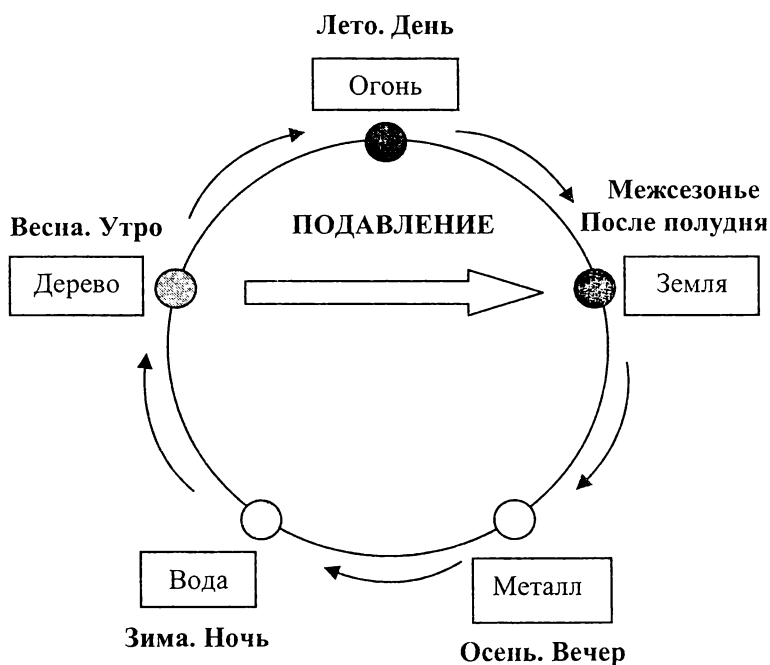 Лето. День
Огонь
Межсезонье
После полудня
Весна. Утро
ПОДАВЛЕНИЕ
Дерево
Земля
Вода
Металл
Зима. Ночь
Осень. Вечер